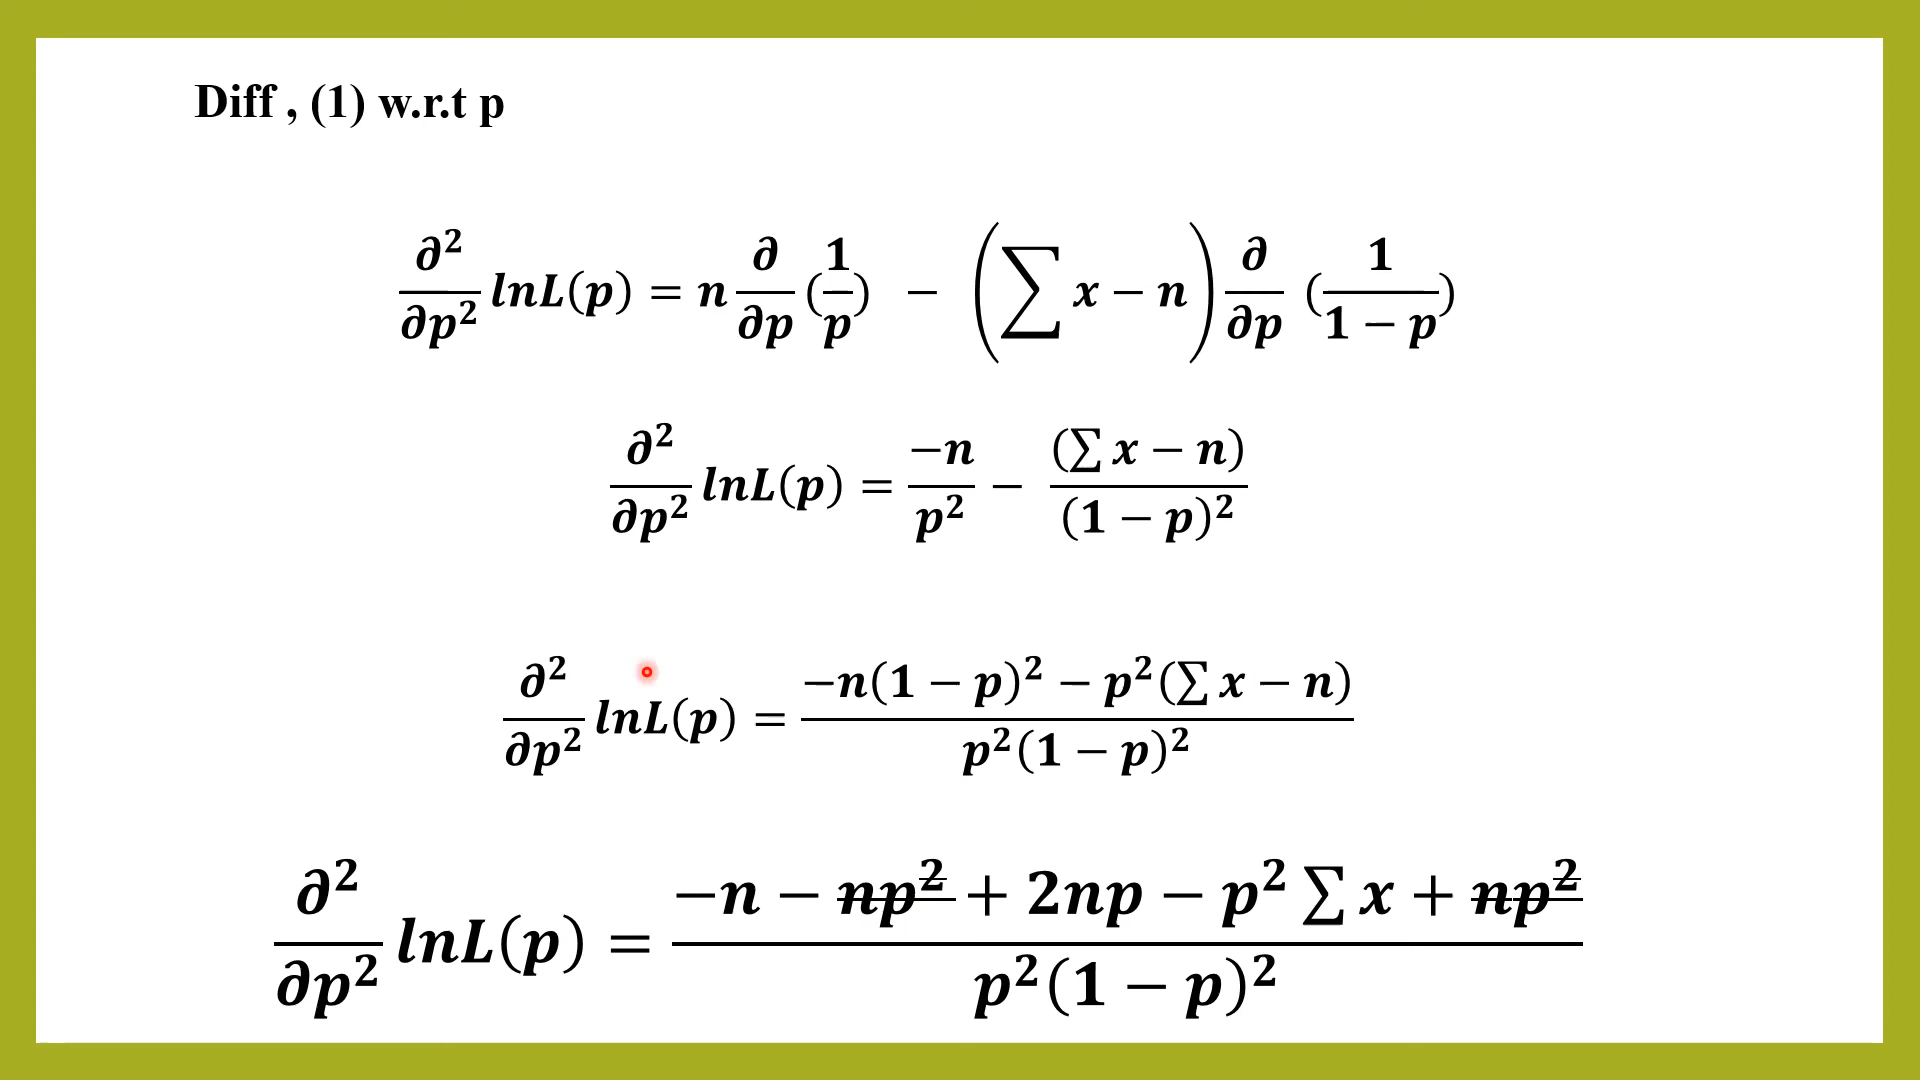 Diff , (1) w.r.t p
∂²/∂p² lnL(p) = n ∂/∂p (1/p) − (∑ x − n) ∂/∂p (1/(1 − p))
∂²/∂p² lnL(p) = −n/p² − (∑ x − n)/(1 − p)²
∂²/∂p² lnL(p) = (−n(1 − p)² − p²(∑ x − n))/(p²(1 − p)²)
∂²/∂p² lnL(p) = (−n − np² + 2np − p² ∑ x + np²)/(p²(1 − p)²)